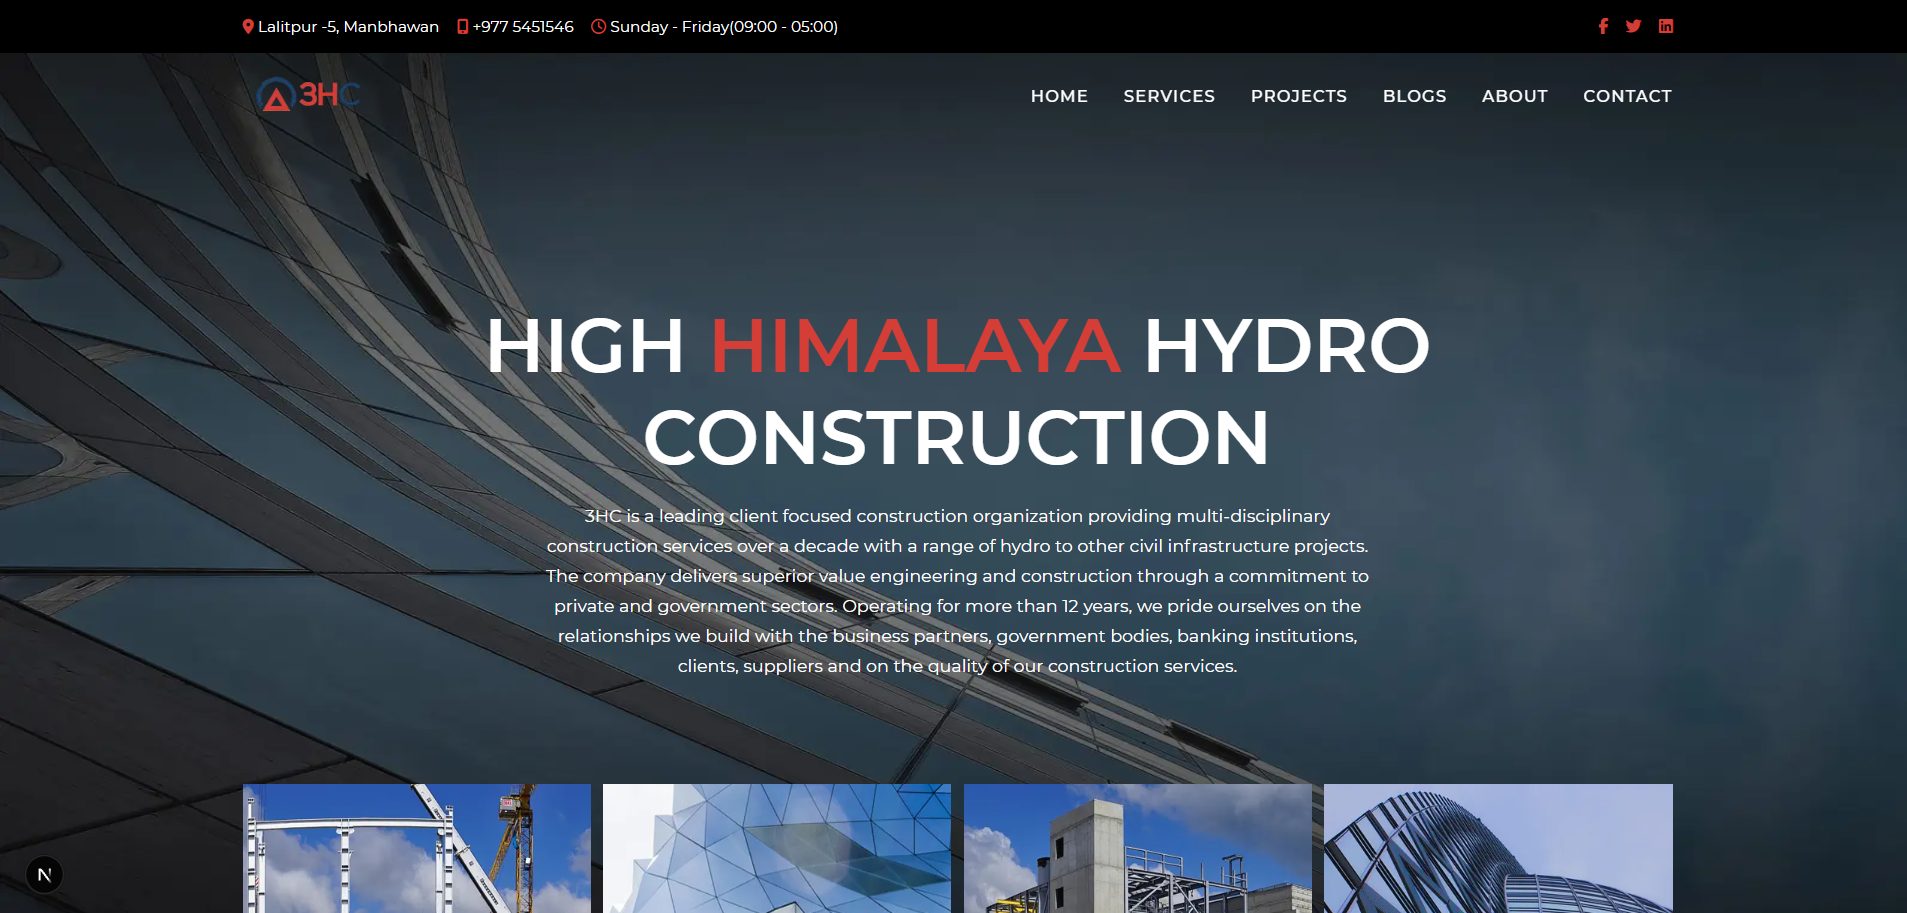 Lalitpur -5, Manbhawan +977 5451546 Sunday - Friday(09:00 - 05:00)
3HC HOME SERVICES PROJECTS BLOGS ABOUT CONTACT
HIGH HIMALAYA HYDRO
CONSTRUCTION
3HC is a leading client focused construction organization providing multi-disciplinary
construction services over a decade with a range of hydro to other civil infrastructure projects.
The company delivers superior value engineering and construction through a commitment to
private and government sectors. Operating for more than 12 years, we pride ourselves on the
relationships we build with the business partners, government bodies, banking institutions,
clients, suppliers and on the quality of our construction services.
N